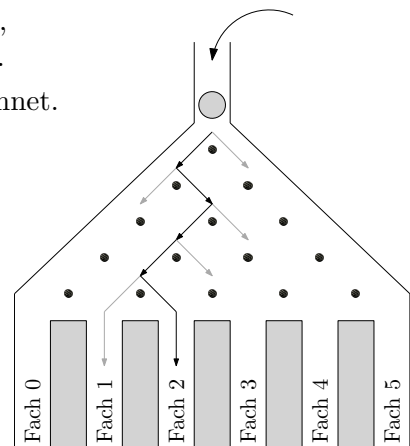 ,
.
nnet.
Fach 0
Fach 1
Fach 2
Fach 3
Fach 4
Fach 5